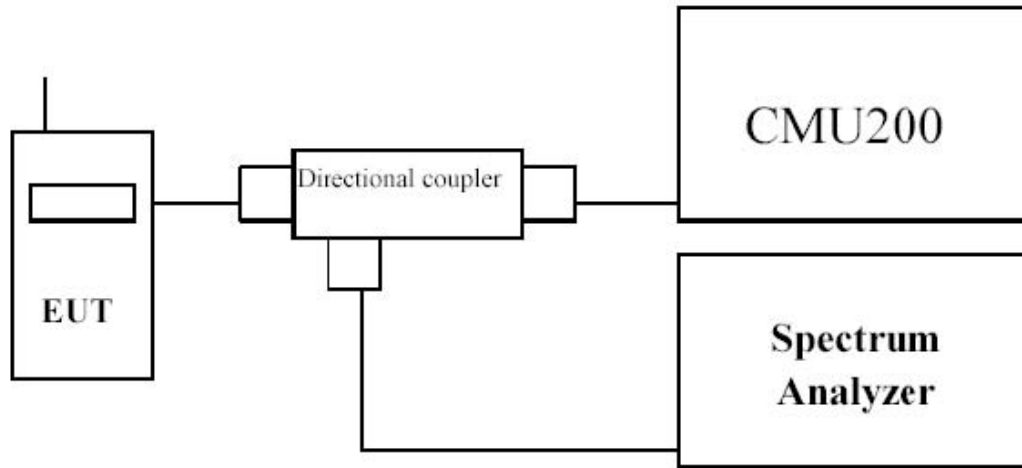 CMU200
Directional coupler
EUT
Spectrum
Analyzer